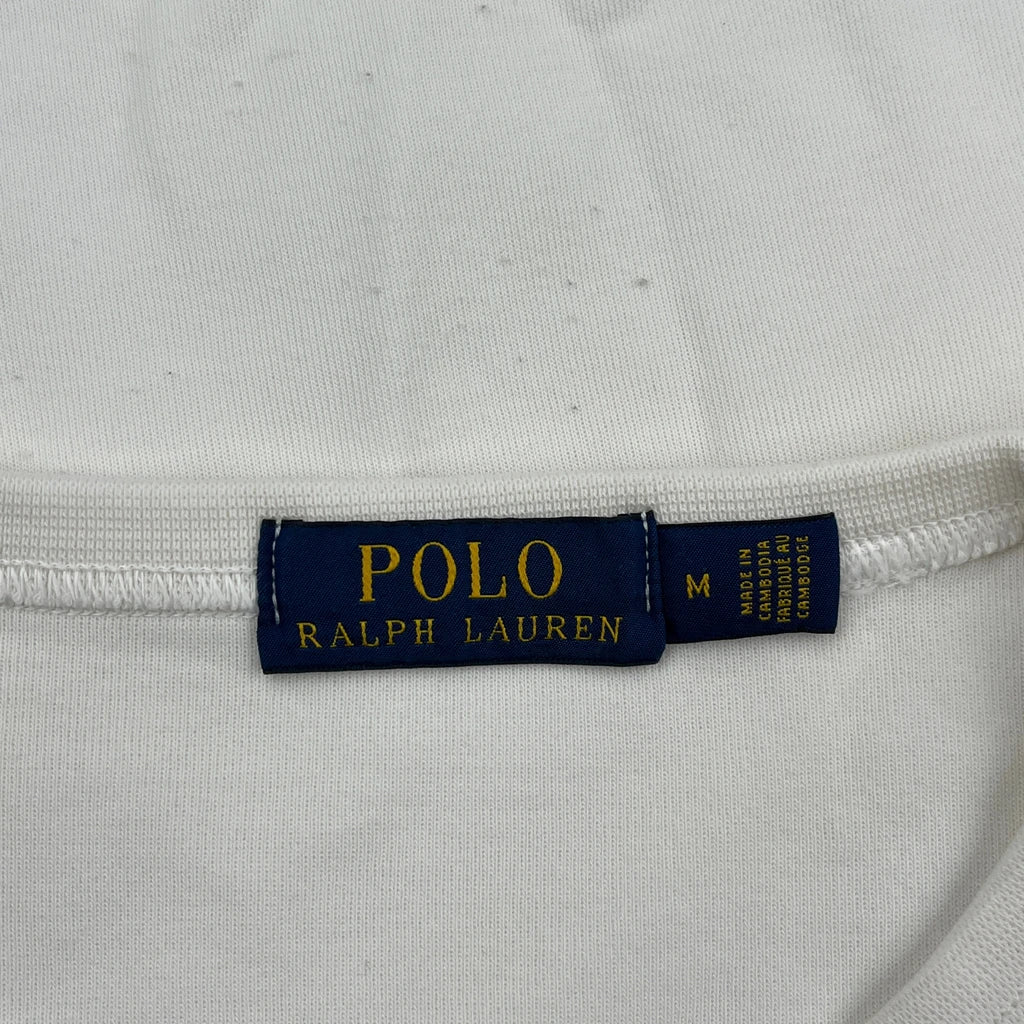 POLO
RALPH LAUREN
M
MADE IN
CAMBODIA
FABRIQUÉ AU
CAMBODGE